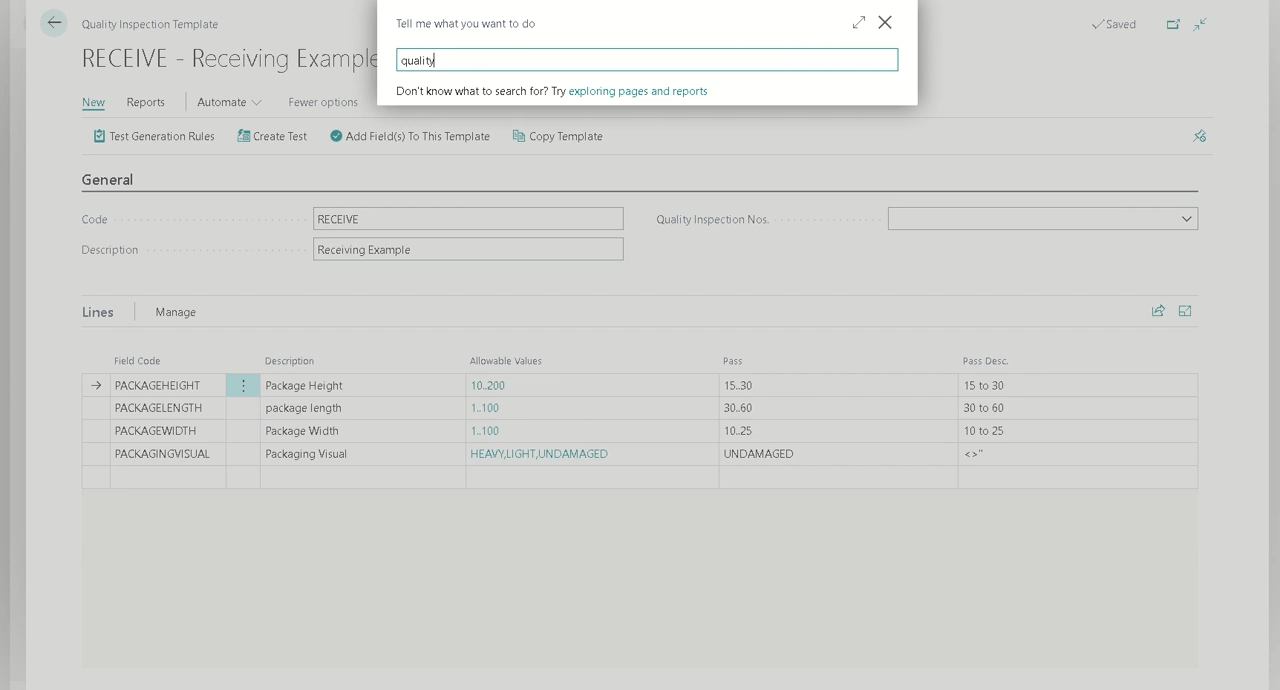 Quality Inspection Template
Tell me what you want to do
Saved
RECEIVE - Receiving Example
quality
Don't know what to search for? Try exploring pages and reports
New Reports Automate Fewer options
Test Generation Rules Create Test Add Field(s) To This Template Copy Template
General
Code RECEIVE Quality Inspection Nos.
Description Receiving Example
Lines Manage
Field Code Description Allowable Values Pass Pass Desc.
PACKAGEHEIGHT Package Height 10..200 15..30 15 to 30
PACKAGELENGTH package length 1..100 30..60 30 to 60
PACKAGEWIDTH Package Width 1..100 10..25 10 to 25
PACKAGINGVISUAL Packaging Visual HEAVY,LIGHT,UNDAMAGED UNDAMAGED <>''